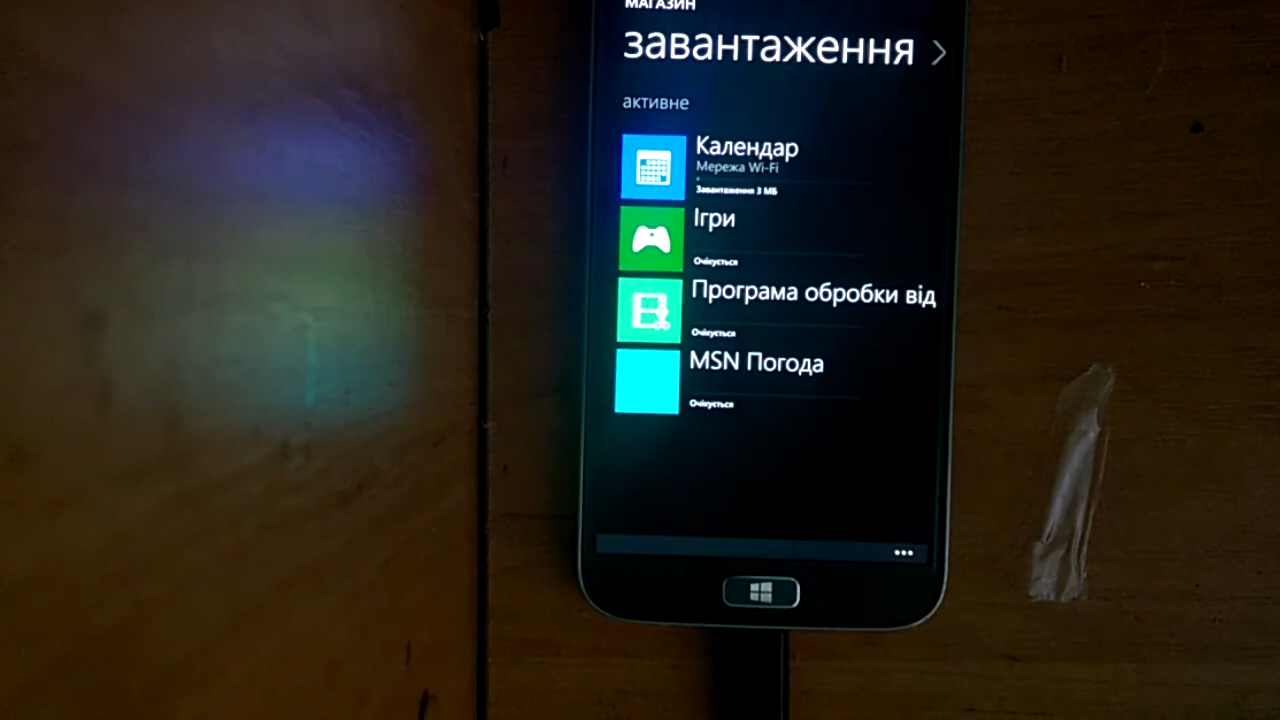 МАГАЗИН
завантаження
активне
Календар
Мережа Wi-Fi
Завантаження 3 МБ
Ігри
Очікується
Програма обробки від
Очікується
MSN Погода
Очікується